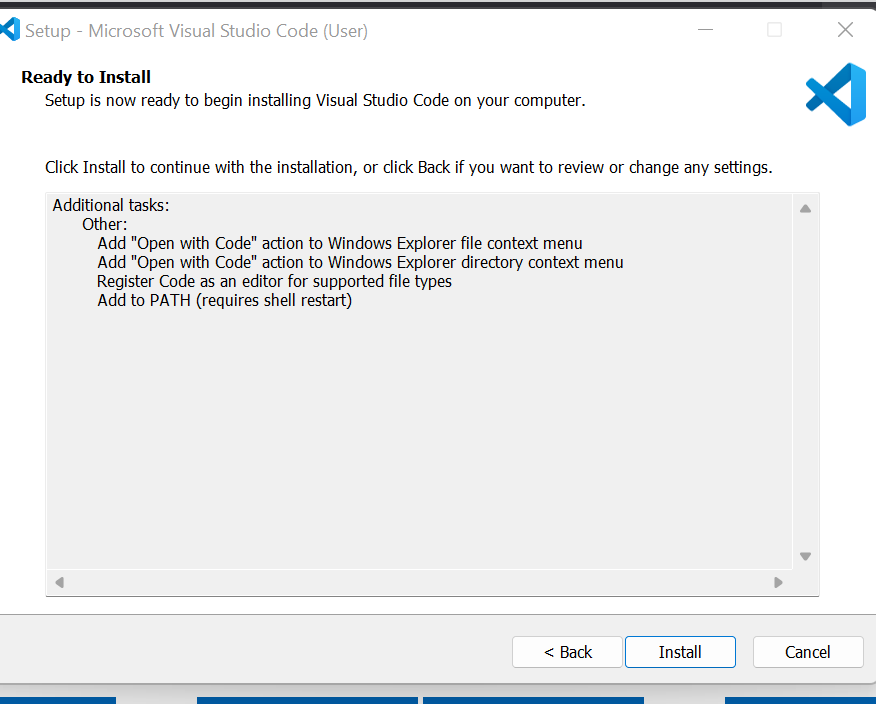 Setup - Microsoft Visual Studio Code (User)
Ready to Install
Setup is now ready to begin installing Visual Studio Code on your computer.
Click Install to continue with the installation, or click Back if you want to review or change any settings.
Additional tasks:
Other:
Add "Open with Code" action to Windows Explorer file context menu
Add "Open with Code" action to Windows Explorer directory context menu
Register Code as an editor for supported file types
Add to PATH (requires shell restart)
< Back
Install
Cancel